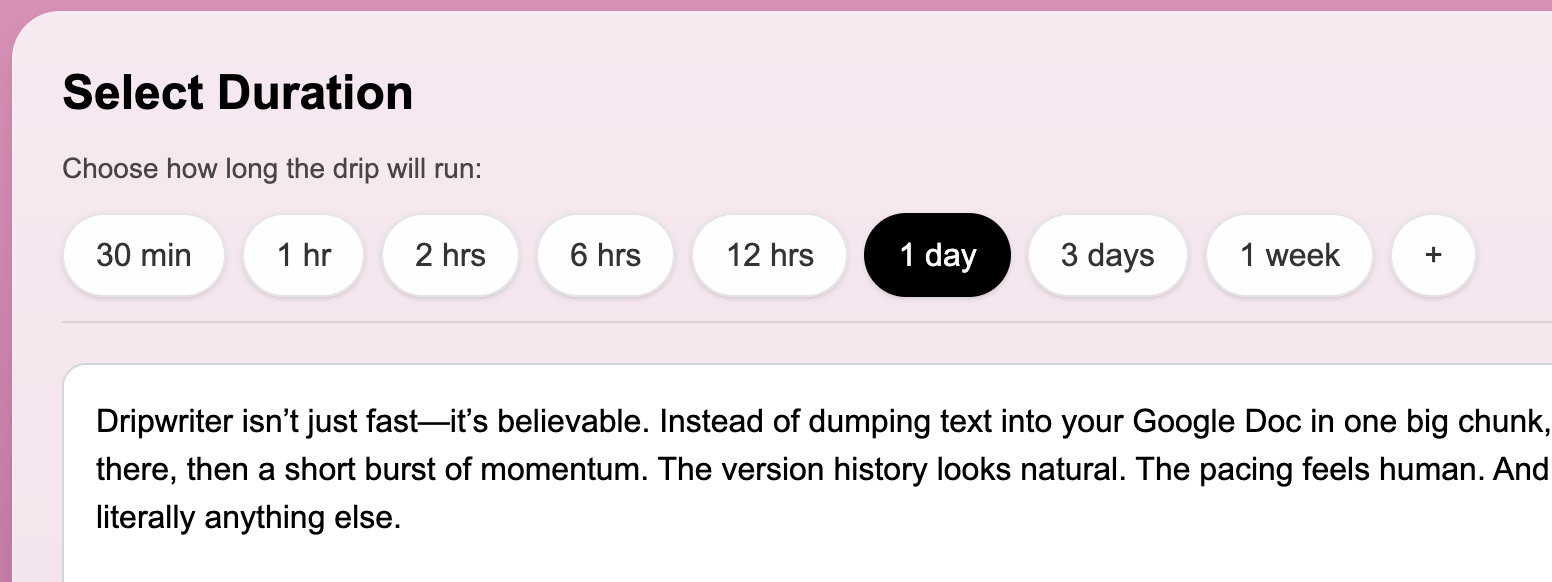 Select Duration
Choose how long the drip will run:
30 min 1 hr 2 hrs 6 hrs 12 hrs 1 day 3 days 1 week +
Dripwriter isn’t just fast—it’s believable. Instead of dumping text into your Google Doc in one big chunk,
there, then a short burst of momentum. The version history looks natural. The pacing feels human. And
literally anything else.